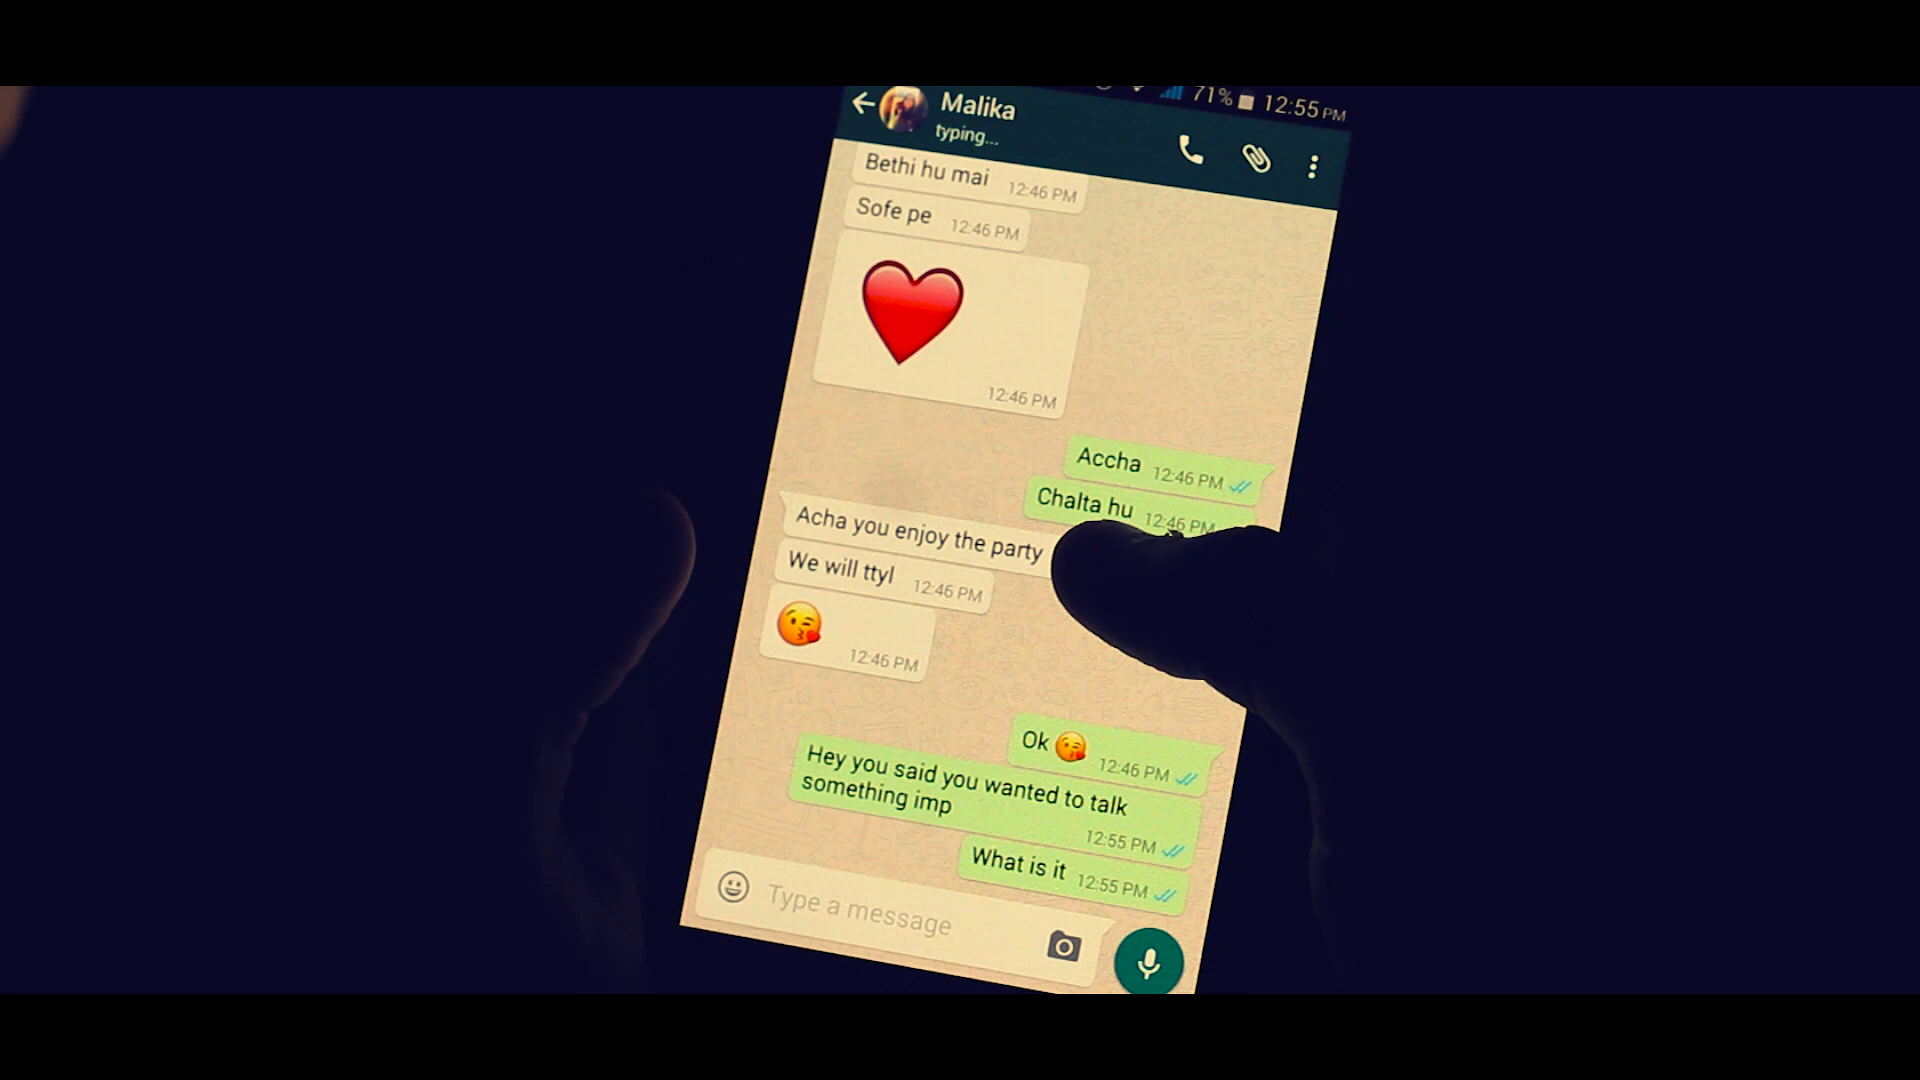 71% 12:55 PM
Malika
typing...
Bethi hu mai 12:46 PM
Sofe pe 12:46 PM
12:46 PM
Accha 12:46 PM
Chalta hu 12:46 PM
Acha you enjoy the party
We will ttyl 12:46 PM
12:46 PM
Ok 😘 12:46 PM
Hey you said you wanted to talk
something imp
12:55 PM
What is it 12:55 PM
Type a message